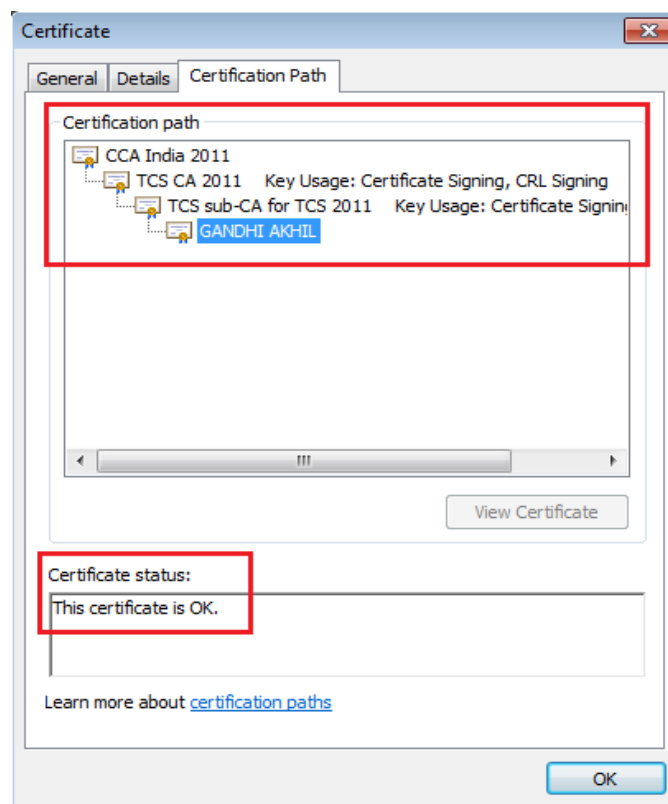 Certificate
General Details Certification Path
Certification path
CCA India 2011
TCS CA 2011 Key Usage: Certificate Signing, CRL Signing
TCS sub-CA for TCS 2011 Key Usage: Certificate Signing
GANDHI AKHIL
View Certificate
Certificate status:
This certificate is OK.
Learn more about certification paths
OK